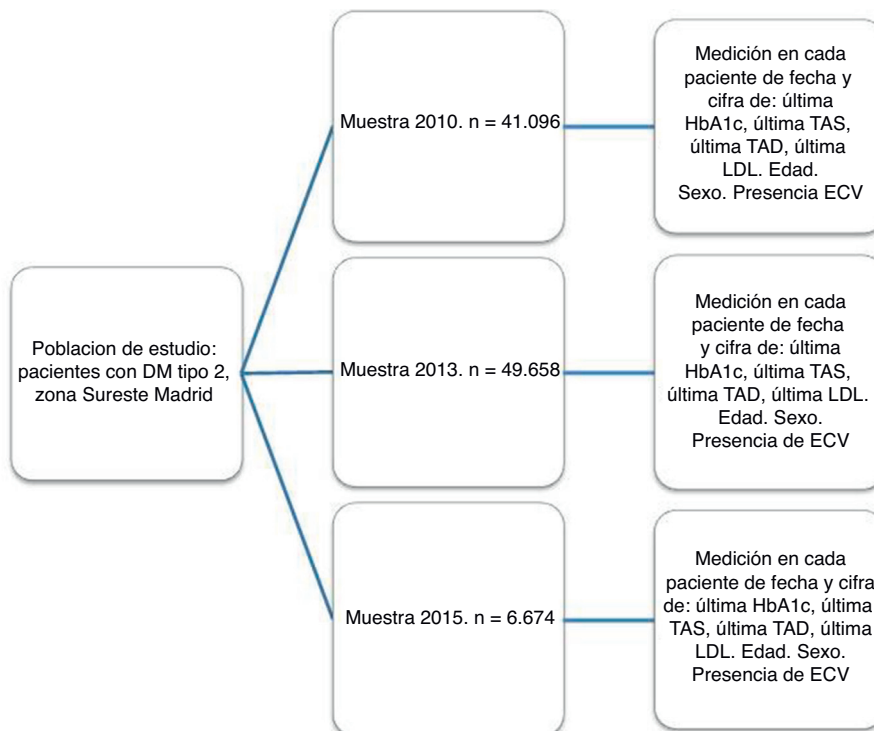 Poblacion de estudio:
pacientes con DM tipo 2,
zona Sureste Madrid
Muestra 2010. n = 41.096
Medición en cada
paciente de fecha y
cifra de: última
HbA1c, última TAS,
última TAD, última
LDL. Edad.
Sexo. Presencia ECV
Muestra 2013. n = 49.658
Medición en cada
paciente de fecha
y cifra de: última
HbA1c, última TAS,
última TAD, última LDL.
Edad. Sexo.
Presencia de ECV
Muestra 2015. n = 6.674
Medición en cada
paciente de fecha y cifra
de: última HbA1c, última
TAS, última TAD, última
LDL. Edad. Sexo.
Presencia de ECV